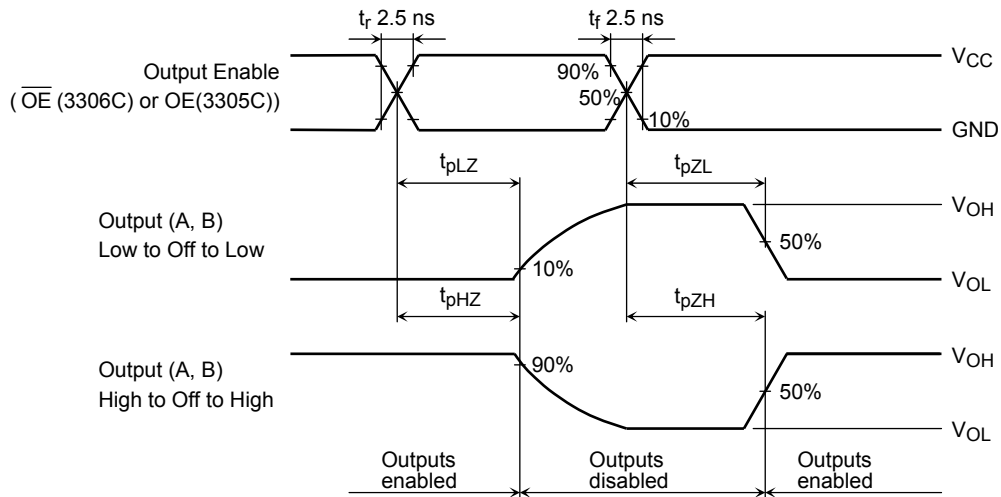 tr 2.5 ns
tf 2.5 ns
Output Enable
( OE (3306C) or OE(3305C))
90%
50%
10%
VCC
GND
tpLZ
tpZL
Output (A, B)
Low to Off to Low
10%
50%
VOH
VOL
tpHZ
tpZH
Output (A, B)
High to Off to High
90%
50%
VOH
VOL
Outputs
enabled
Outputs
disabled
Outputs
enabled